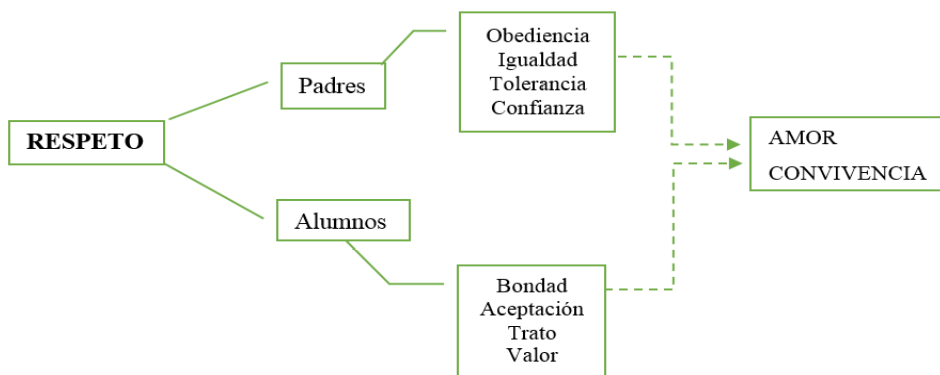 RESPETO
Padres
Obediencia
Igualdad
Tolerancia
Confianza
Alumnos
Bondad
Aceptación
Trato
Valor
AMOR
CONVIVENCIA